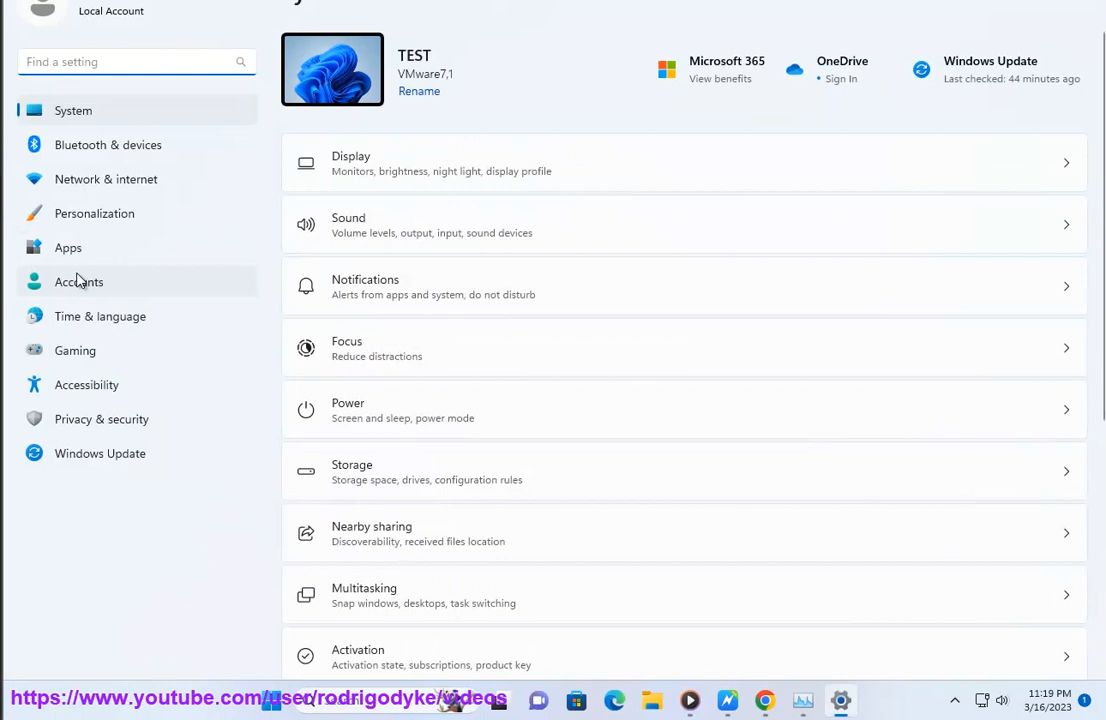 Local Account
Find a setting
System
Bluetooth & devices
Network & internet
Personalization
Apps
Accounts
Time & language
Gaming
Accessibility
Privacy & security
Windows Update
TEST
VMware7,1
Rename
Microsoft 365
View benefits
OneDrive
• Sign In
Windows Update
Last checked: 44 minutes ago
Display
Monitors, brightness, night light, display profile
Sound
Volume levels, output, input, sound devices
Notifications
Alerts from apps and system, do not disturb
Focus
Reduce distractions
Power
Screen and sleep, power mode
Storage
Storage space, drives, configuration rules
Nearby sharing
Discoverability, received files location
Multitasking
Snap windows, desktops, task switching
Activation
Activation state, subscriptions, product key
https://www.youtube.com/user/rodrigodyke/videos
11:19 PM
3/16/2023
1